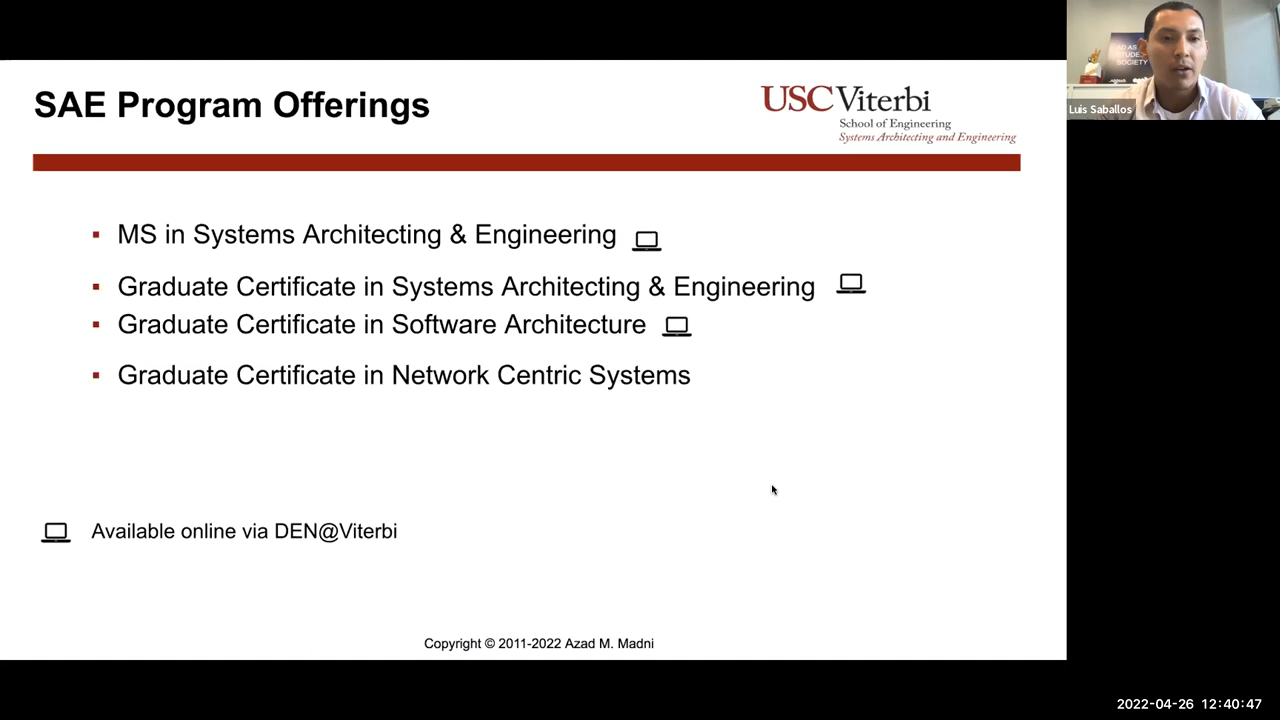 SAE Program Offerings
USC Viterbi
School of Engineering
Systems Architecting and Engineering
▪ MS in Systems Architecting & Engineering
▪ Graduate Certificate in Systems Architecting & Engineering
▪ Graduate Certificate in Software Architecture
▪ Graduate Certificate in Network Centric Systems
Available online via DEN@Viterbi
Copyright © 2011-2022 Azad M. Madni
SOCIETY
Luis Saballos
2022-04-26 12:40:47